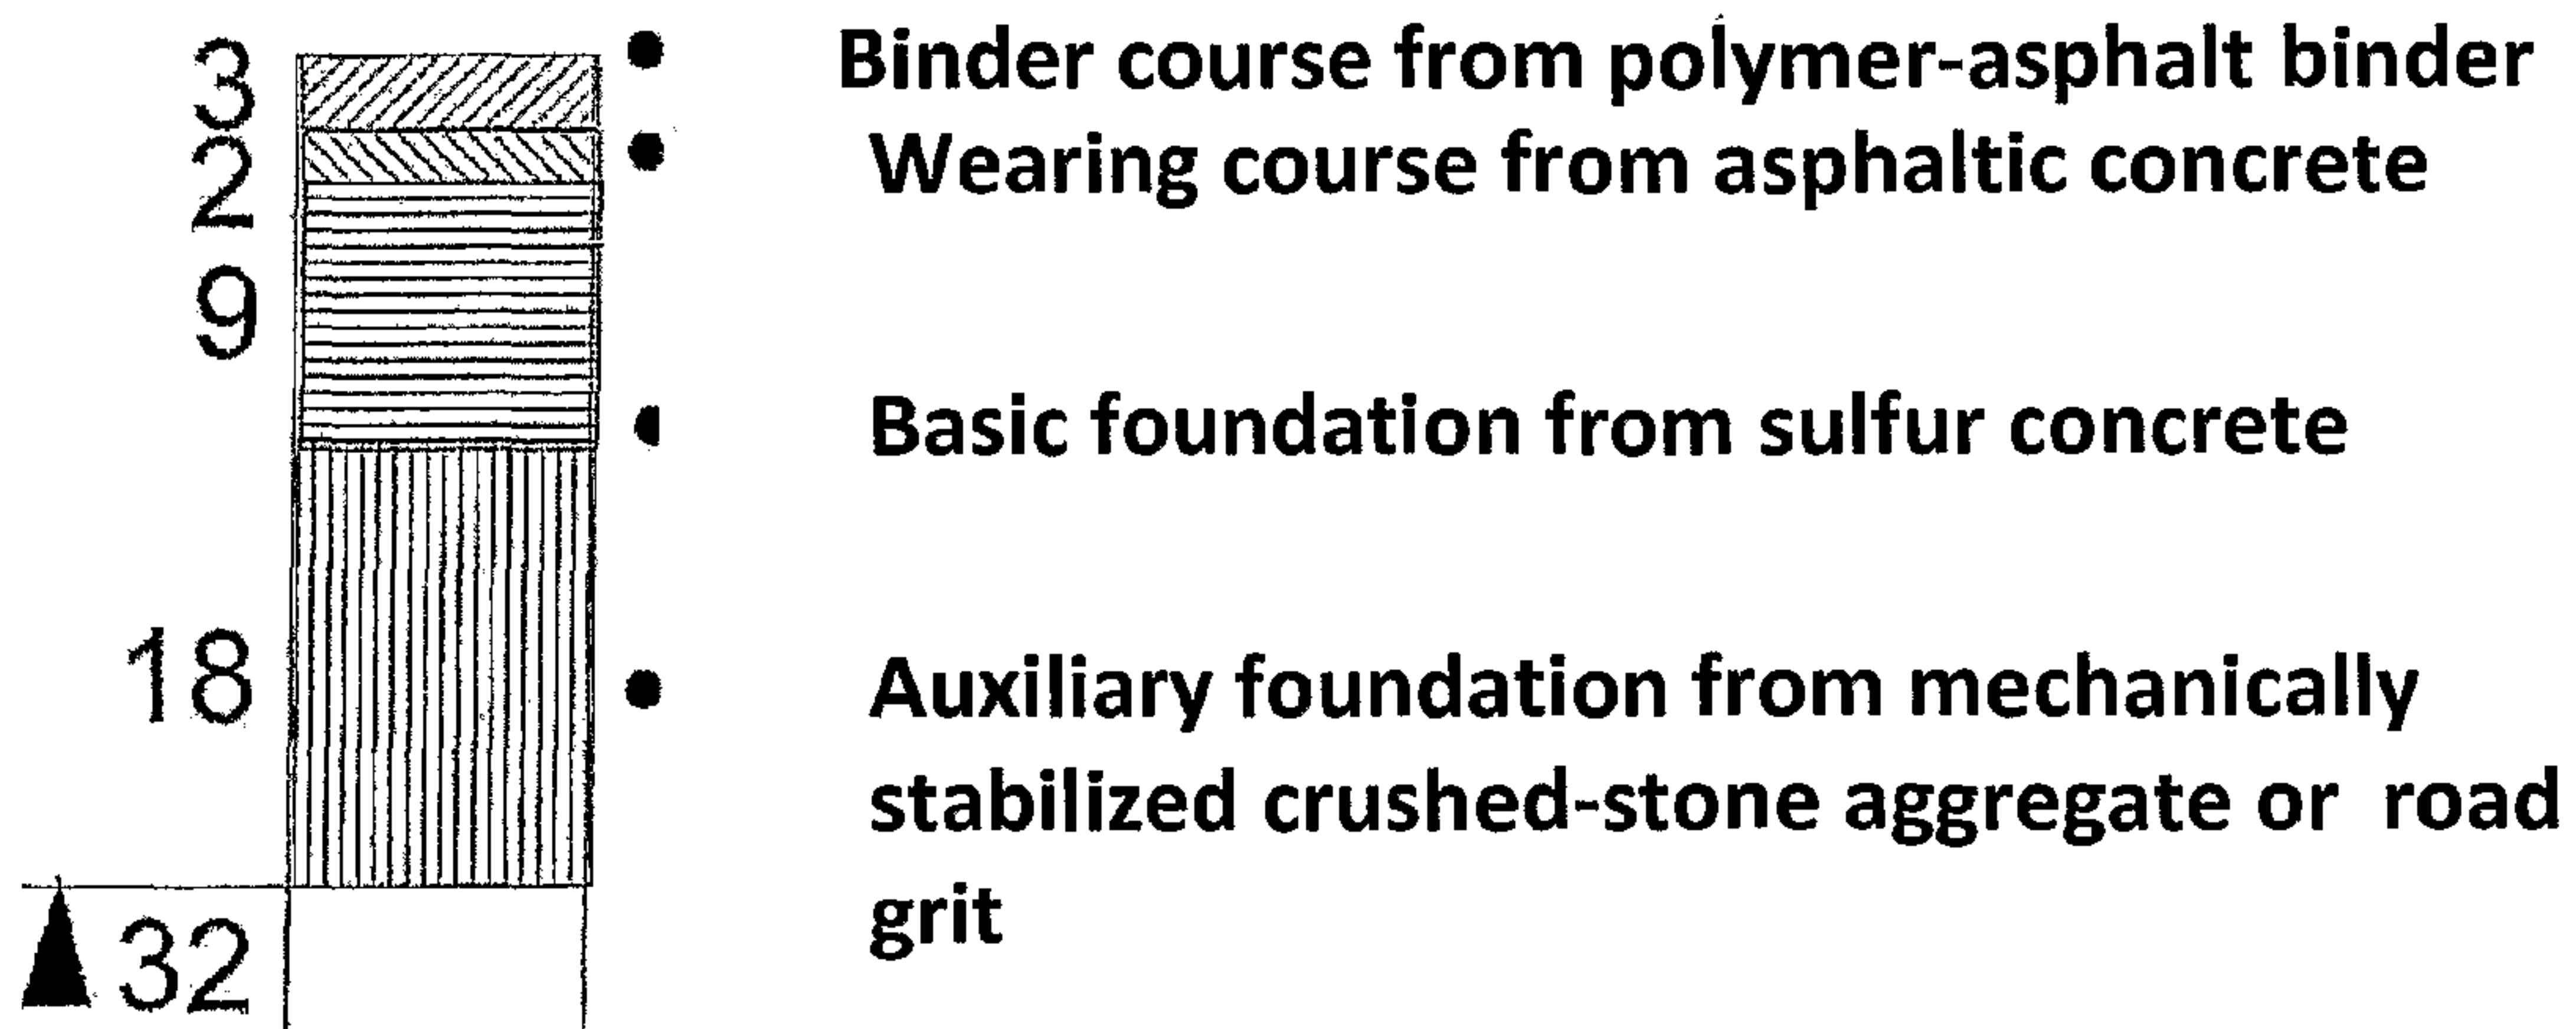 3 • Binder course from polymer-asphalt binder
2 • Wearing course from asphaltic concrete
9
Basic foundation from sulfur concrete
18 • Auxiliary foundation from mechanically
stabilized crushed-stone aggregate or road
grit
▲32